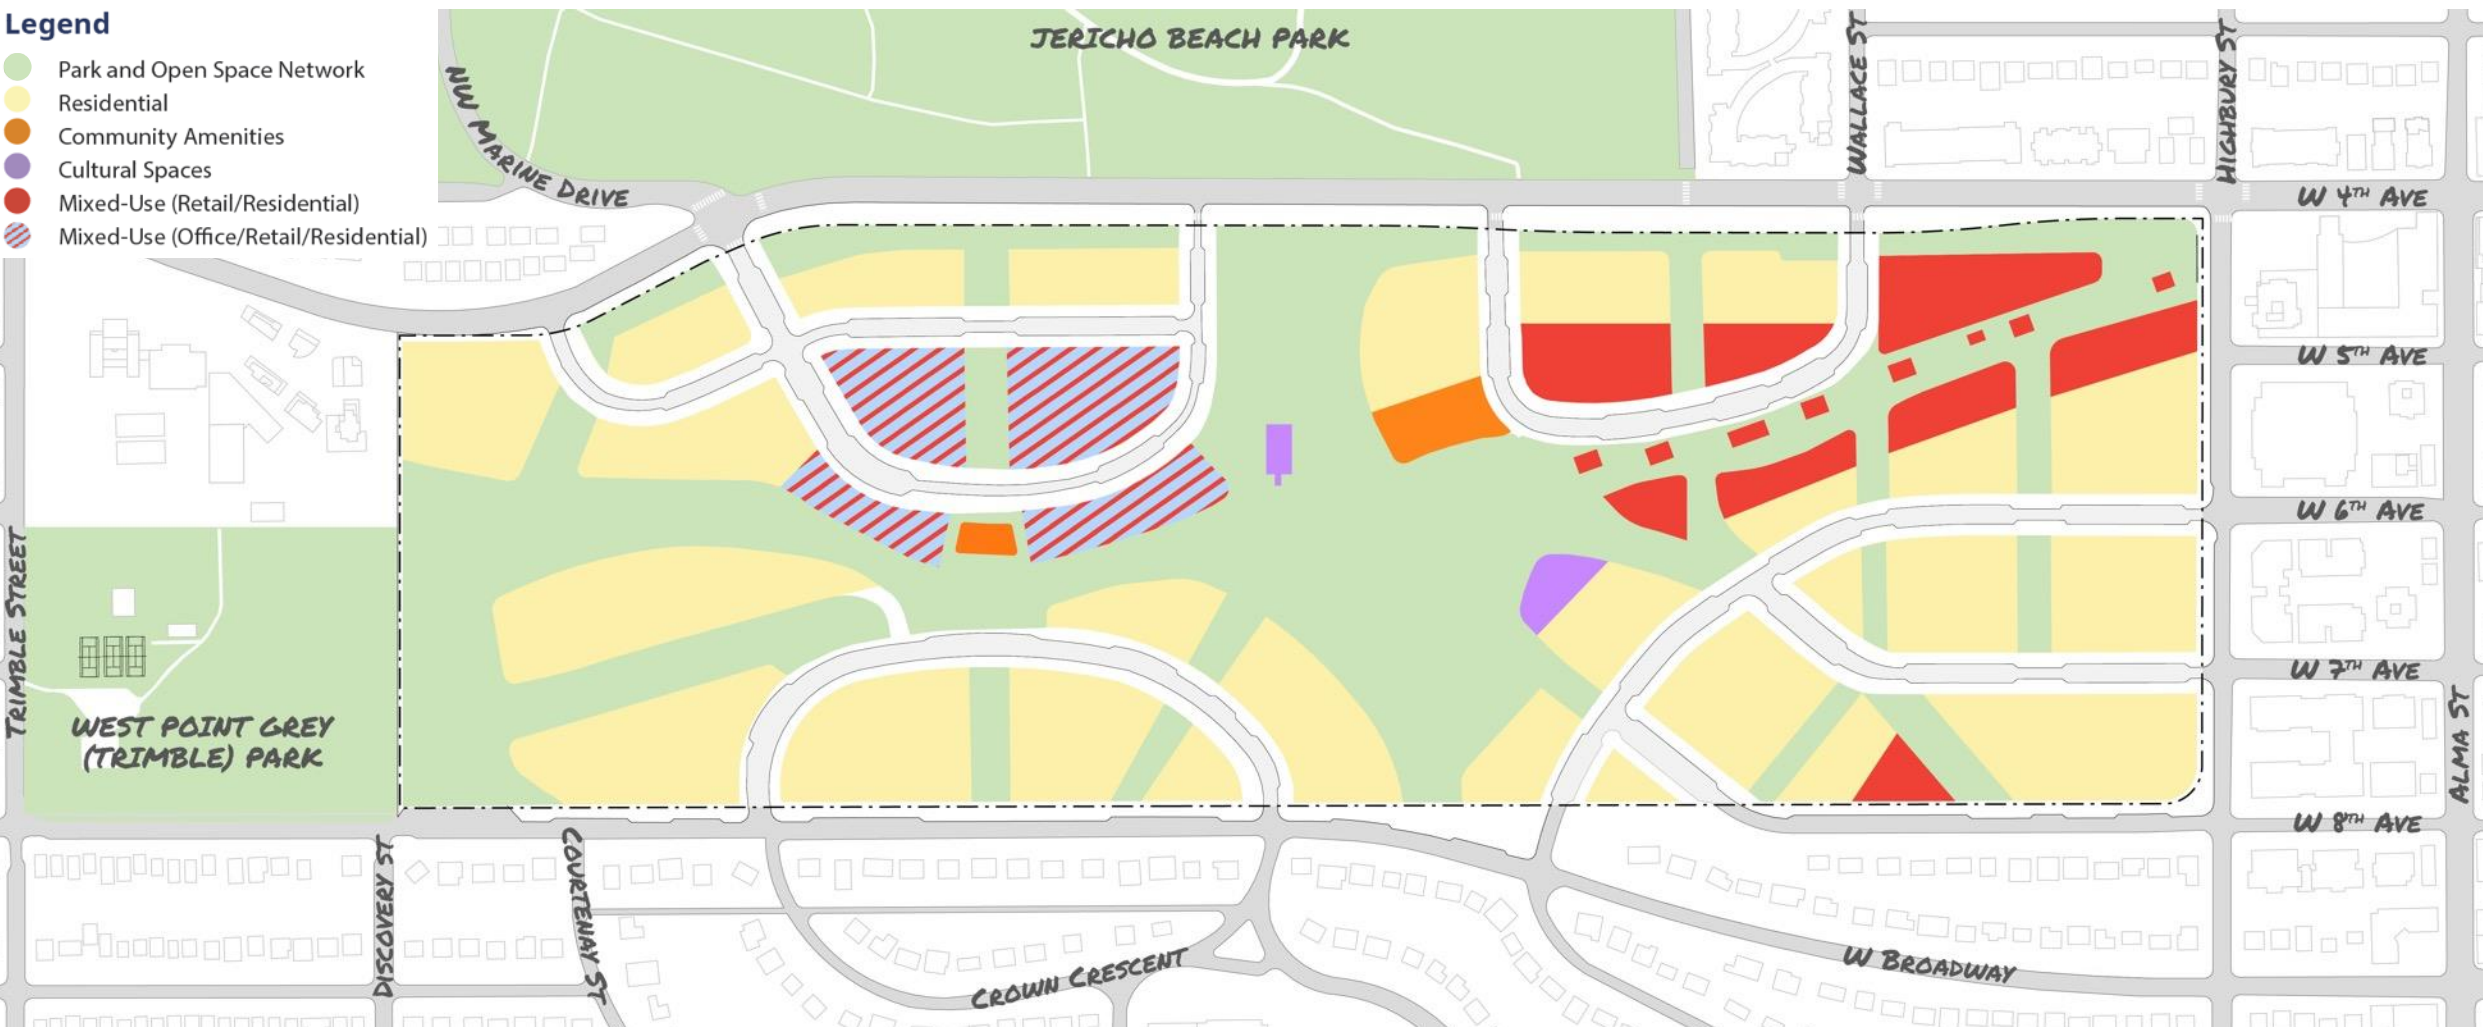 Legend
Park and Open Space Network
Residential
Community Amenities
Cultural Spaces
Mixed-Use (Retail/Residential)
Mixed-Use (Office/Retail/Residential)
JERICHO BEACH PARK
NW MARINE DRIVE
WALLACE ST
HIGHBURY ST
W 4TH AVE
W 5TH AVE
W 6TH AVE
W 7TH AVE
W 8TH AVE
ALMA ST
TRIMBLE STREET
WEST POINT GREY
(TRIMBLE) PARK
DISCOVERY ST
COURTENAY ST
CROWN CRESCENT
W BROADWAY